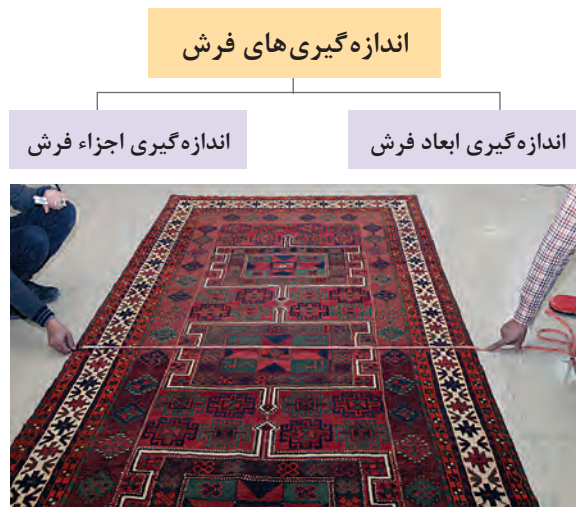 اندازه‌گیری‌های فرش
اندازه‌گیری ابعاد فرش
اندازه‌گیری اجزاء فرش